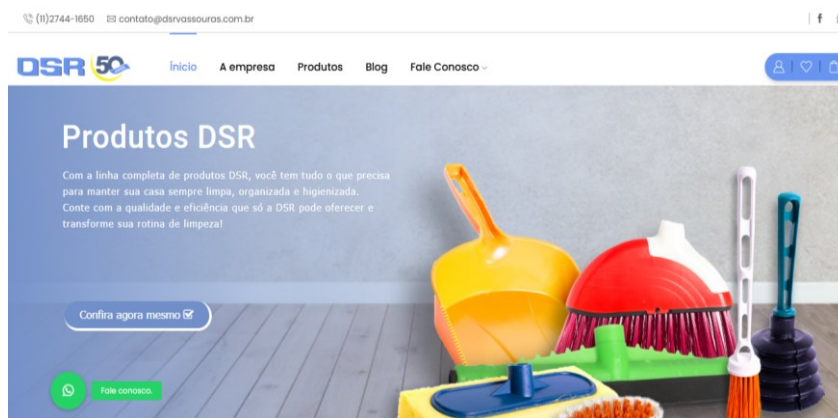 (11)2744-1650 contato@dsrvassouras.com.br
DSR 50
Ínicio A empresa Produtos Blog Fale Conosco
Produtos DSR
Com a linha completa de produtos DSR, você tem tudo o que precisa
para manter sua casa sempre limpa, organizada e higienizada.
Conte com a qualidade e eficiência que só a DSR pode oferecer e
transforme sua rotina de limpeza!
Confira agora mesmo
Fale conosco.